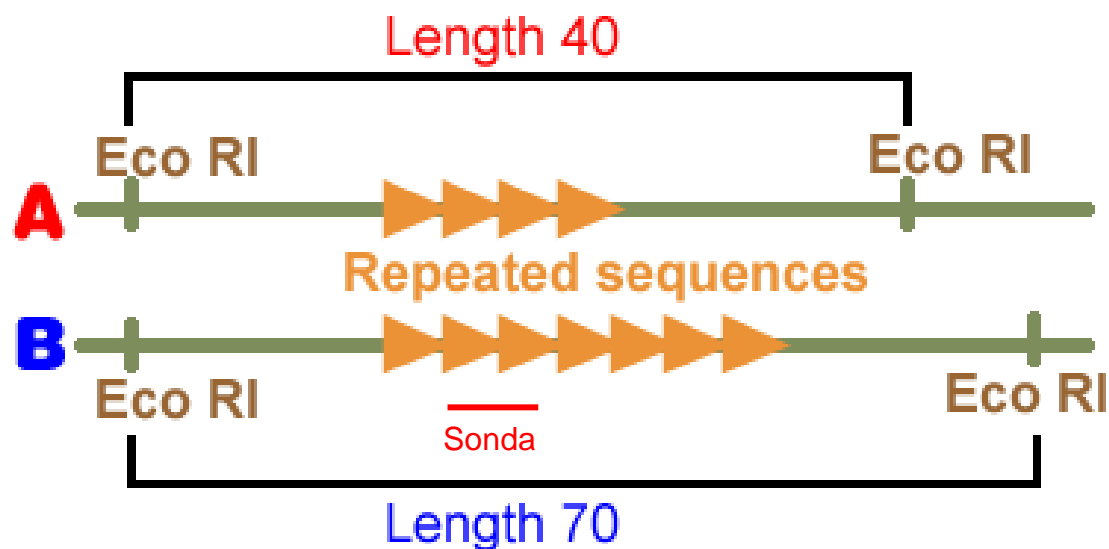 Length 40
Eco RI
Eco RI
A
Repeated sequences
B
Eco RI
Eco RI
Sonda
Length 70